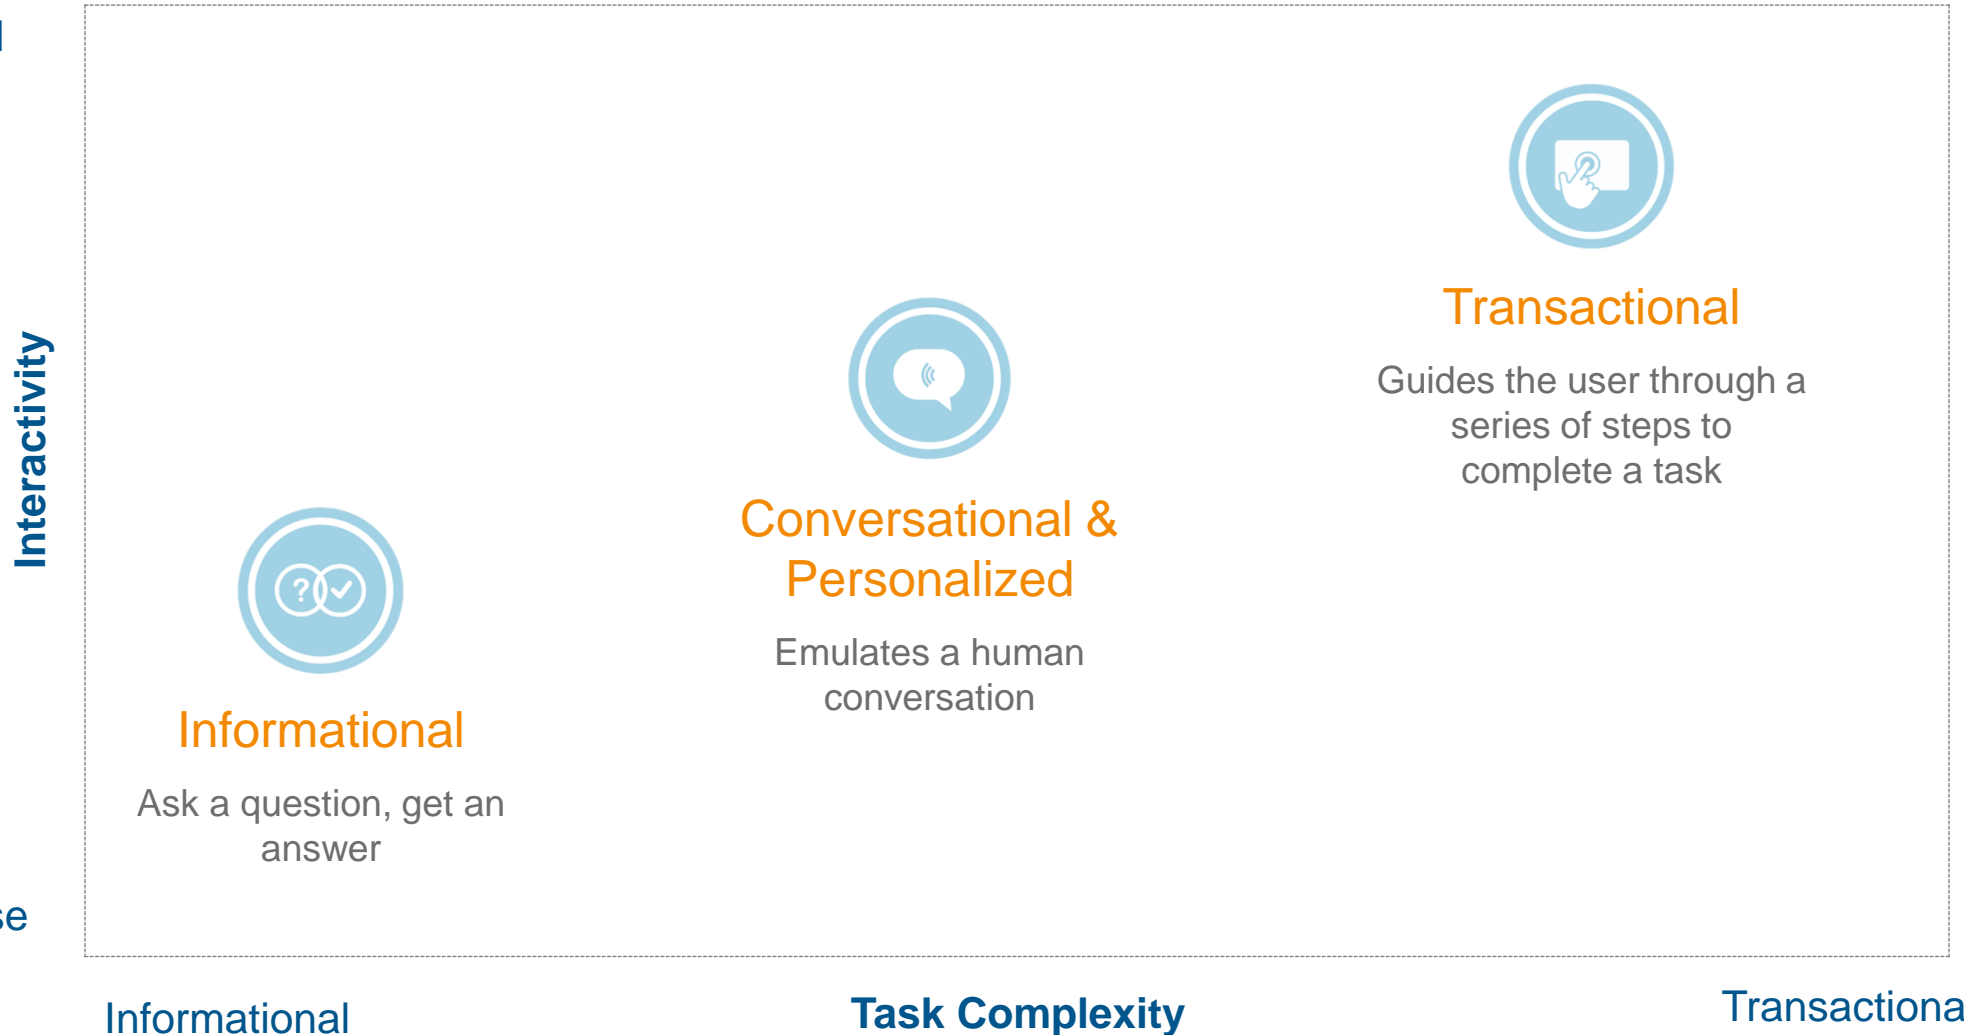 Interactivity
Transactional
Guides the user through a
series of steps to
complete a task
Conversational &
Personalized
Emulates a human
conversation
?
Informational
Ask a question, get an
answer
se
Informational
Task Complexity
Transactiona